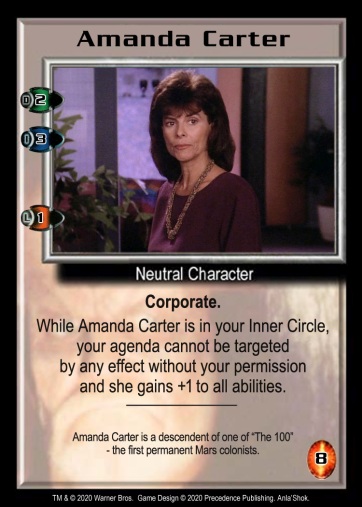 Amanda Carter
D 2
I 3
L 1
Neutral Character
Corporate.
While Amanda Carter is in your Inner Circle,
your agenda cannot be targeted
by any effect without your permission
and she gains +1 to all abilities.
Amanda Carter is a descendent of one of "The 100"
- the first permanent Mars colonists.
8
TM & © 2020 Warner Bros. Game Design © 2020 Precedence Publishing. Anla'Shok.